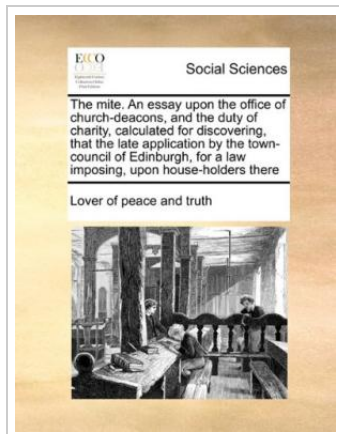 ECCO
Social Sciences
The mite. An essay upon the office of
church-deacons, and the duty of
charity, calculated for discovering,
that the late application by the town-
council of Edinburgh, for a law
imposing, upon house-holders there
Lover of peace and truth